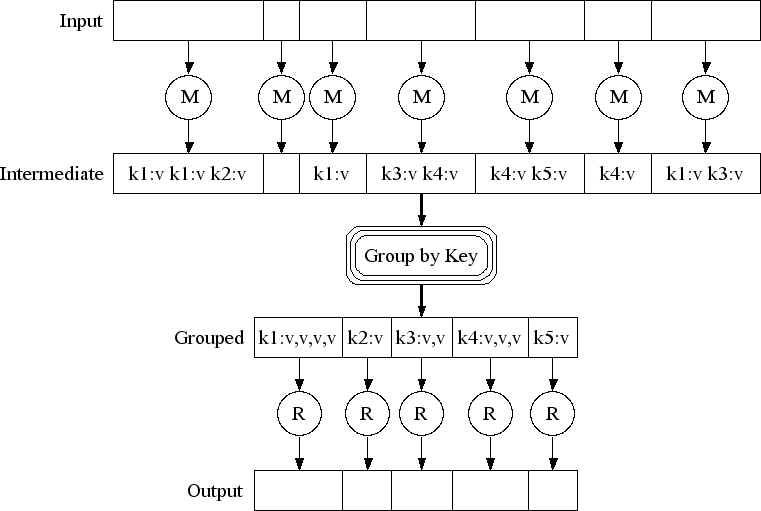 Input
M M M M M M M
Intermediate k1:v k1:v k2:v k1:v k3:v k4:v k4:v k5:v k4:v k1:v k3:v
Group by Key
Grouped k1:v,v,v,v k2:v k3:v,v k4:v,v,v k5:v
R R R R R
Output